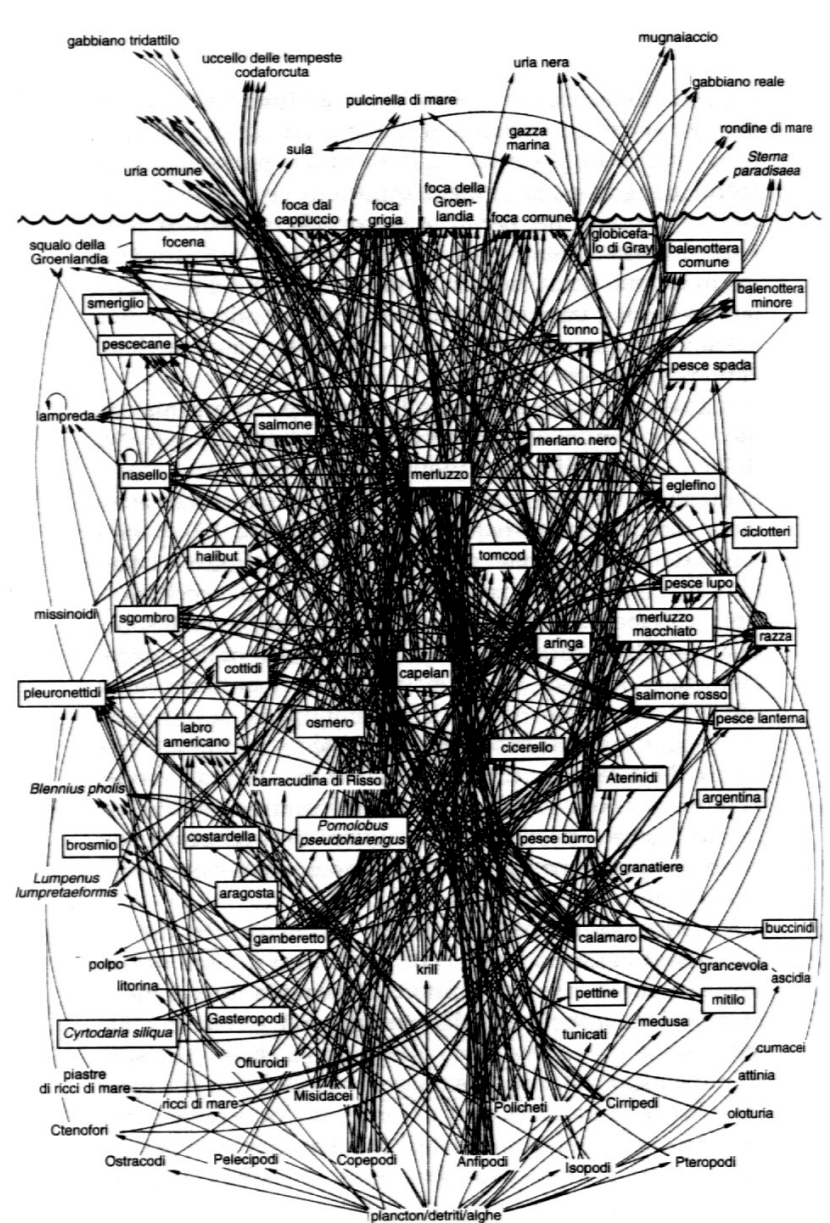 gabbiano tridattilo
mugnaiaccio
uccello delle tempeste
codaforcuta
uria nera
gabbiano reale
pulcinella di mare
gazza
marina
rondine di mare
sula
Sterna
paradisaea
uria comune
foca dal
cappuccio
foca
grigia
foca della
Groen-
landia
foca comune
globicefa-
lo di Gray
squalo della
Groenlandia
focena
balenottera
comune
smeriglio
balenottera
minore
pescecane
tonno
pesce spada
lampreda
salmone
merlano nero
nasello
merluzzo
eglefino
ciclotteri
halibut
tomcod
pesce lupo
missinoidi
sgombro
merluzzo
macchiato
aringa
razza
cottidi
capelan
pleuronettidi
salmone rosso
pesce lanterna
labro
americano
osmero
cicerello
Blennius pholis
barracudina di Risso
Aterinidi
argentina
brosmio
costardella
Pomolobus
pseudoharengus
pesce burro
Lumpenus
lumpretaeformis
aragosta
granatiere
gamberetto
calamaro
buccinidi
polpo
krill
grancevola
ascidia
litorina
pettine
mitilo
Cyrtodaria siliqua
Gasteropodi
tunicati
medusa
Ofiuroidi
cumacei
piastre
di ricci di mare
ricci di mare
Misidacei
Policheti
Cirripedi
attinia
oloturia
Ctenofori
Ostracodi
Pelecipodi
Copepodi
Anfipodi
Isopodi
Pteropodi
plancton/detriti/alghe